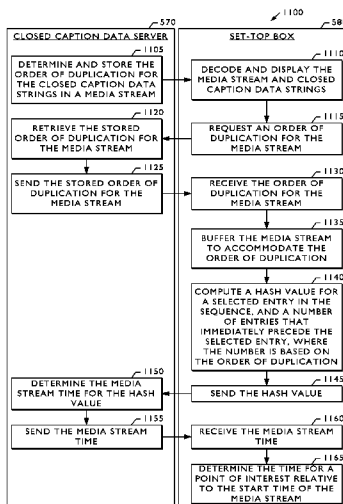 1100
570
580
CLOSED CAPTION DATA SERVER
SET-TOP BOX
1105
DETERMINE AND STORE THE
ORDER OF DUPLICATION FOR
THE CLOSED CAPTION DATA
STRINGS IN A MEDIA STREAM
1110
DECODE AND DISPLAY THE
MEDIA STREAM AND CLOSED
CAPTION DATA STRINGS
1115
REQUEST AN ORDER OF
DUPLICATION FOR THE
MEDIA STREAM
1120
RETRIEVE THE STORED
ORDER OF DUPLICATION FOR
THE MEDIA STREAM
1125
SEND THE STORED ORDER OF
DUPLICATION FOR THE
MEDIA STREAM
1130
RECEIVE THE ORDER OF
DUPLICATION FOR THE
MEDIA STREAM
1135
BUFFER THE MEDIA STREAM
TO ACCOMMODATE THE
ORDER OF DUPLICATION
1140
COMPUTE A HASH VALUE FOR
A SELECTED ENTRY IN THE
SEQUENCE, AND A NUMBER
OF ENTRIES THAT
IMMEDIATELY PRECEDE THE
SELECTED ENTRY, WHERE
THE NUMBER IS BASED ON
THE ORDER OF DUPLICATION
1145
SEND THE HASH VALUE
1150
DETERMINE THE MEDIA
STREAM TIME FOR THE HASH
VALUE
1155
SEND THE MEDIA STREAM
TIME
1160
RECEIVE THE MEDIA STREAM
TIME
1165
DETERMINE THE TIME FOR A
POINT OF INTEREST RELATIVE
TO THE START TIME OF THE
MEDIA STREAM